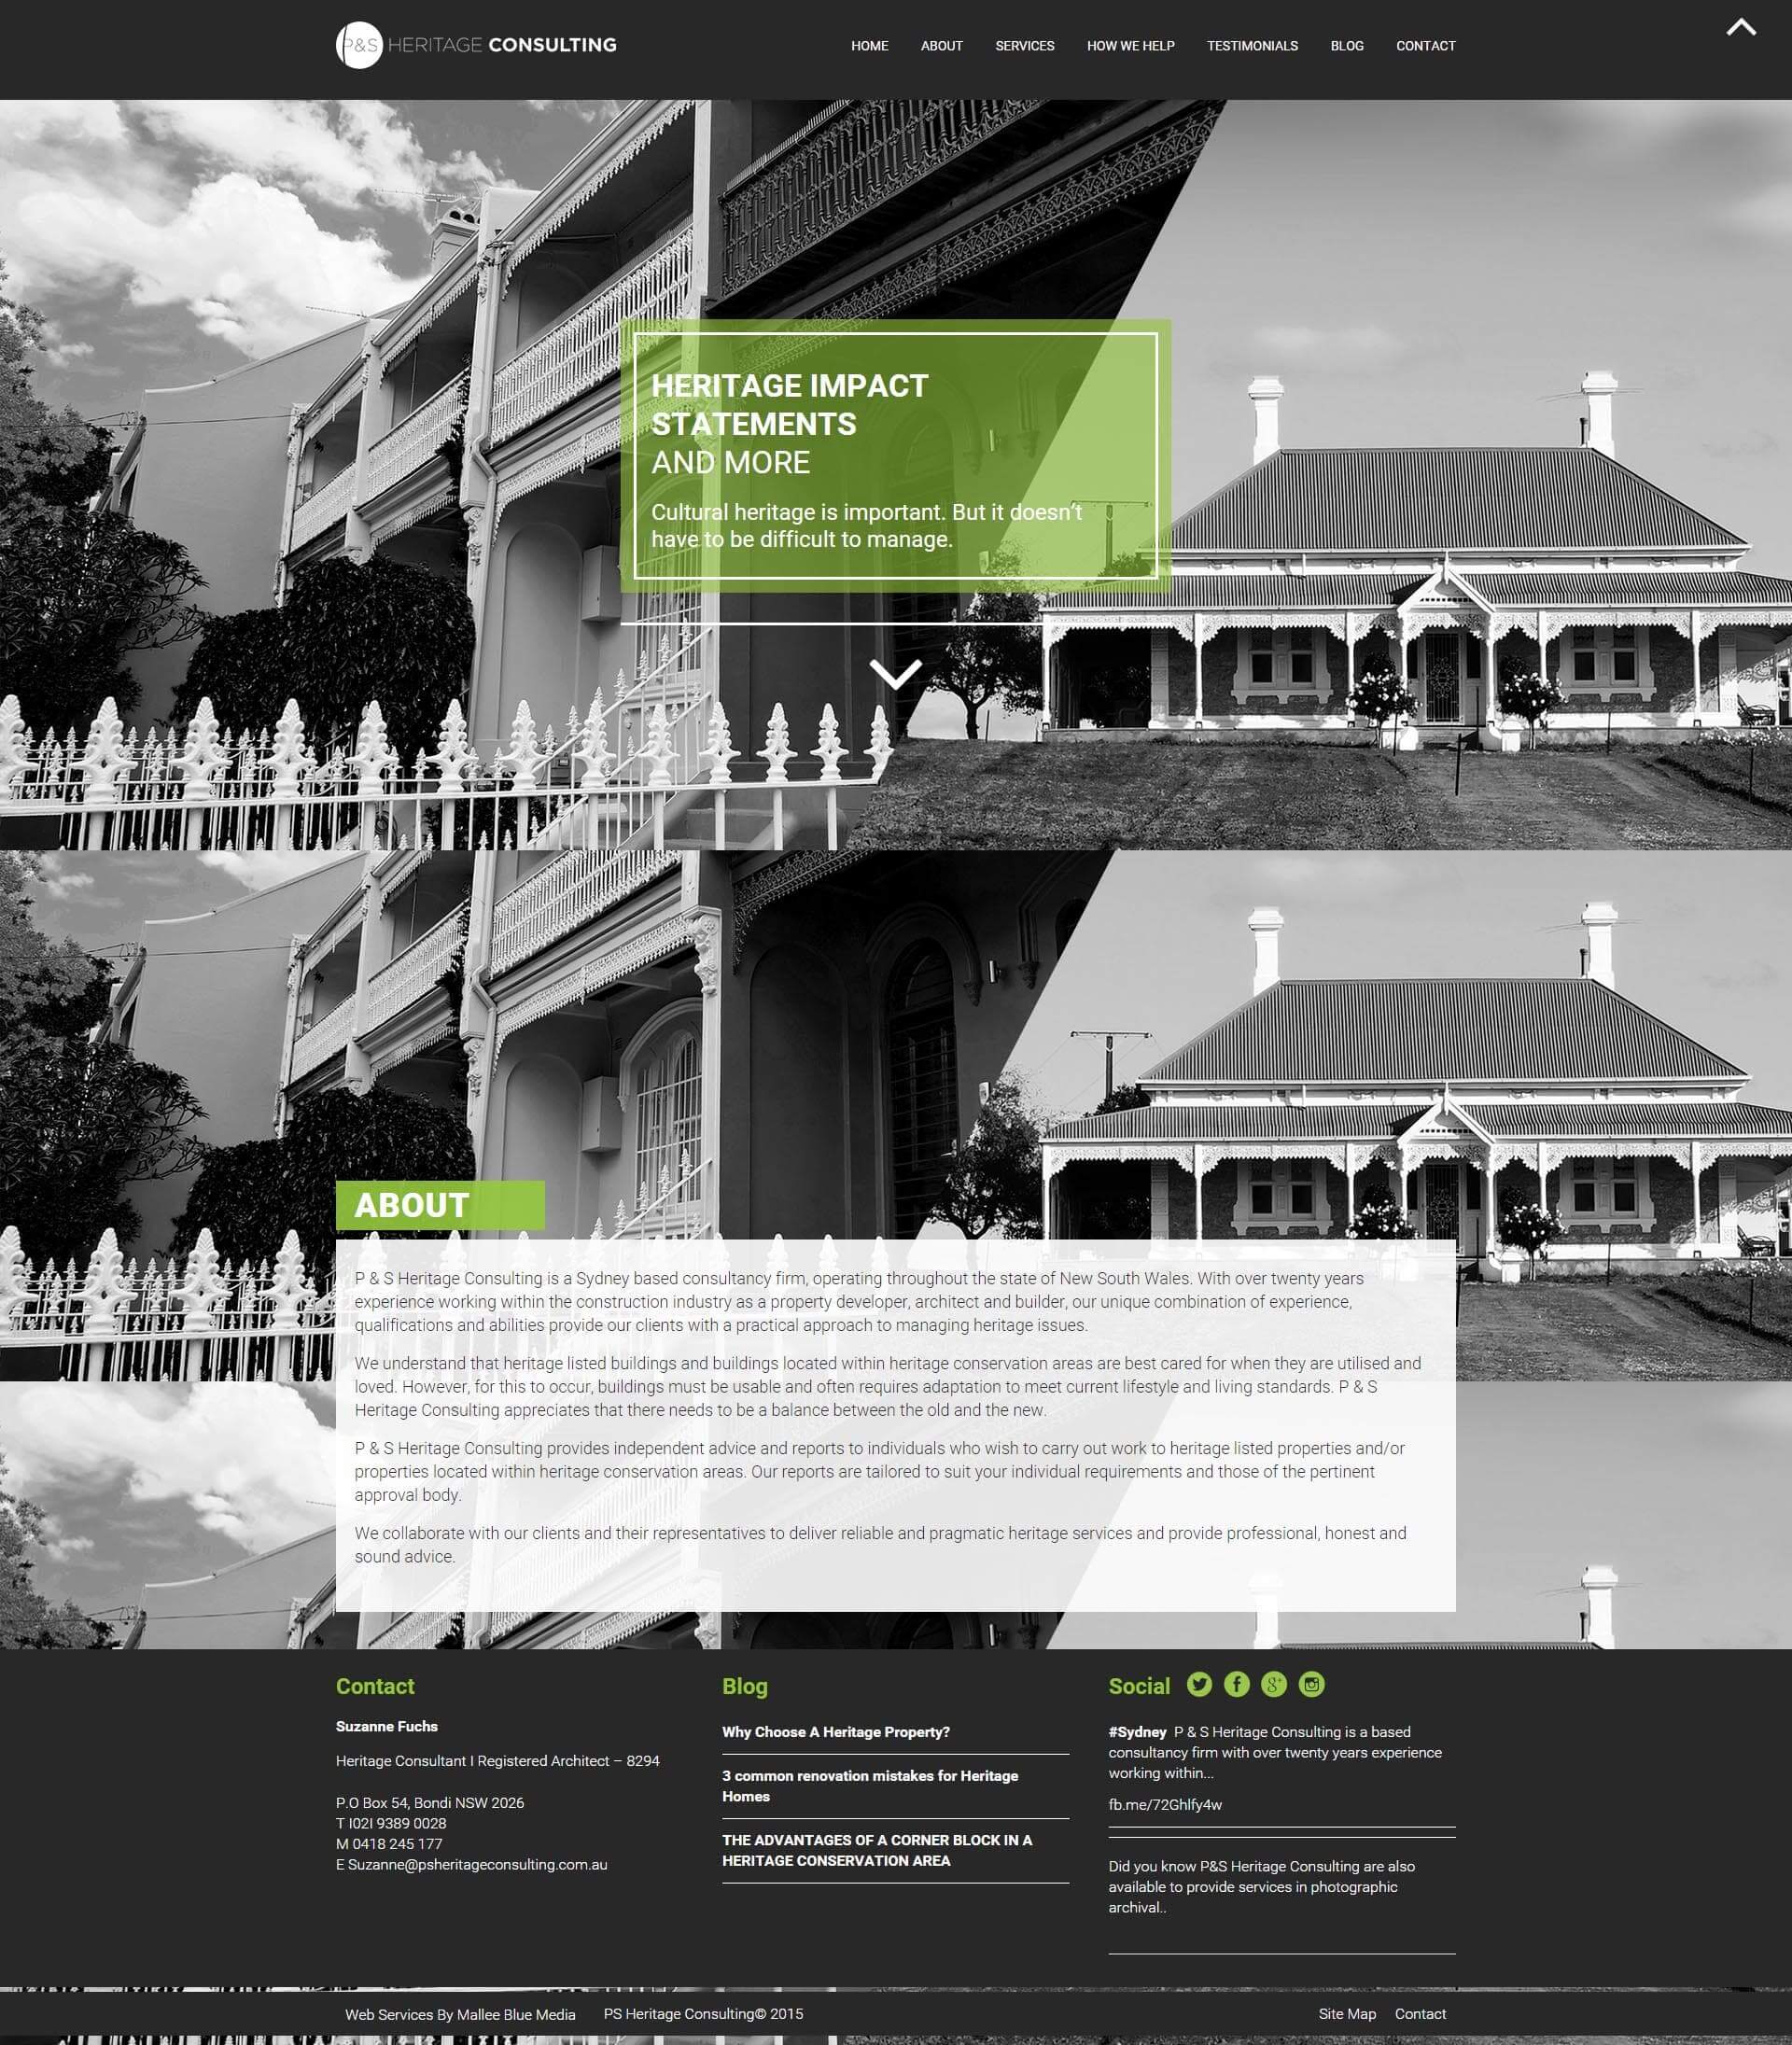 P&S HERITAGE CONSULTING
HOME ABOUT SERVICES HOW WE HELP TESTIMONIALS BLOG CONTACT
HERITAGE IMPACT
STATEMENTS
AND MORE
Cultural heritage is important. But it doesn't
have to be difficult to manage.
ABOUT
P & S Heritage Consulting is a Sydney based consultancy firm, operating throughout the state of New South Wales. With over twenty years
experience working within the construction industry as a property developer, architect and builder, our unique combination of experience,
qualifications and abilities provide our clients with a practical approach to managing heritage issues.
We understand that heritage listed buildings and buildings located within heritage conservation areas are best cared for when they are utilised and
loved. However, for this to occur, buildings must be usable and often requires adaptation to meet current lifestyle and living standards. P & S
Heritage Consulting appreciates that there needs to be a balance between the old and the new.
P & S Heritage Consulting provides independent advice and reports to individuals who wish to carry out work to heritage listed properties and/or
properties located within heritage conservation areas. Our reports are tailored to suit your individual requirements and those of the pertinent
approval body.
We collaborate with our clients and their representatives to deliver reliable and pragmatic heritage services and provide professional, honest and
sound advice.
Contact
Suzanne Fuchs
Heritage Consultant I Registered Architect – 8294
P.O Box 54, Bondi NSW 2026
T I02I 9389 0028
M 0418 245 177
E Suzanne@psheritageconsulting.com.au
Blog
Why Choose A Heritage Property?
3 common renovation mistakes for Heritage
Homes
THE ADVANTAGES OF A CORNER BLOCK IN A
HERITAGE CONSERVATION AREA
Social
#Sydney P & S Heritage Consulting is a based
consultancy firm with over twenty years experience
working within...
fb.me/72Ghlfy4w
Did you know P&S Heritage Consulting are also
available to provide services in photographic
archival..
Web Services By Mallee Blue Media PS Heritage Consulting© 2015 Site Map Contact